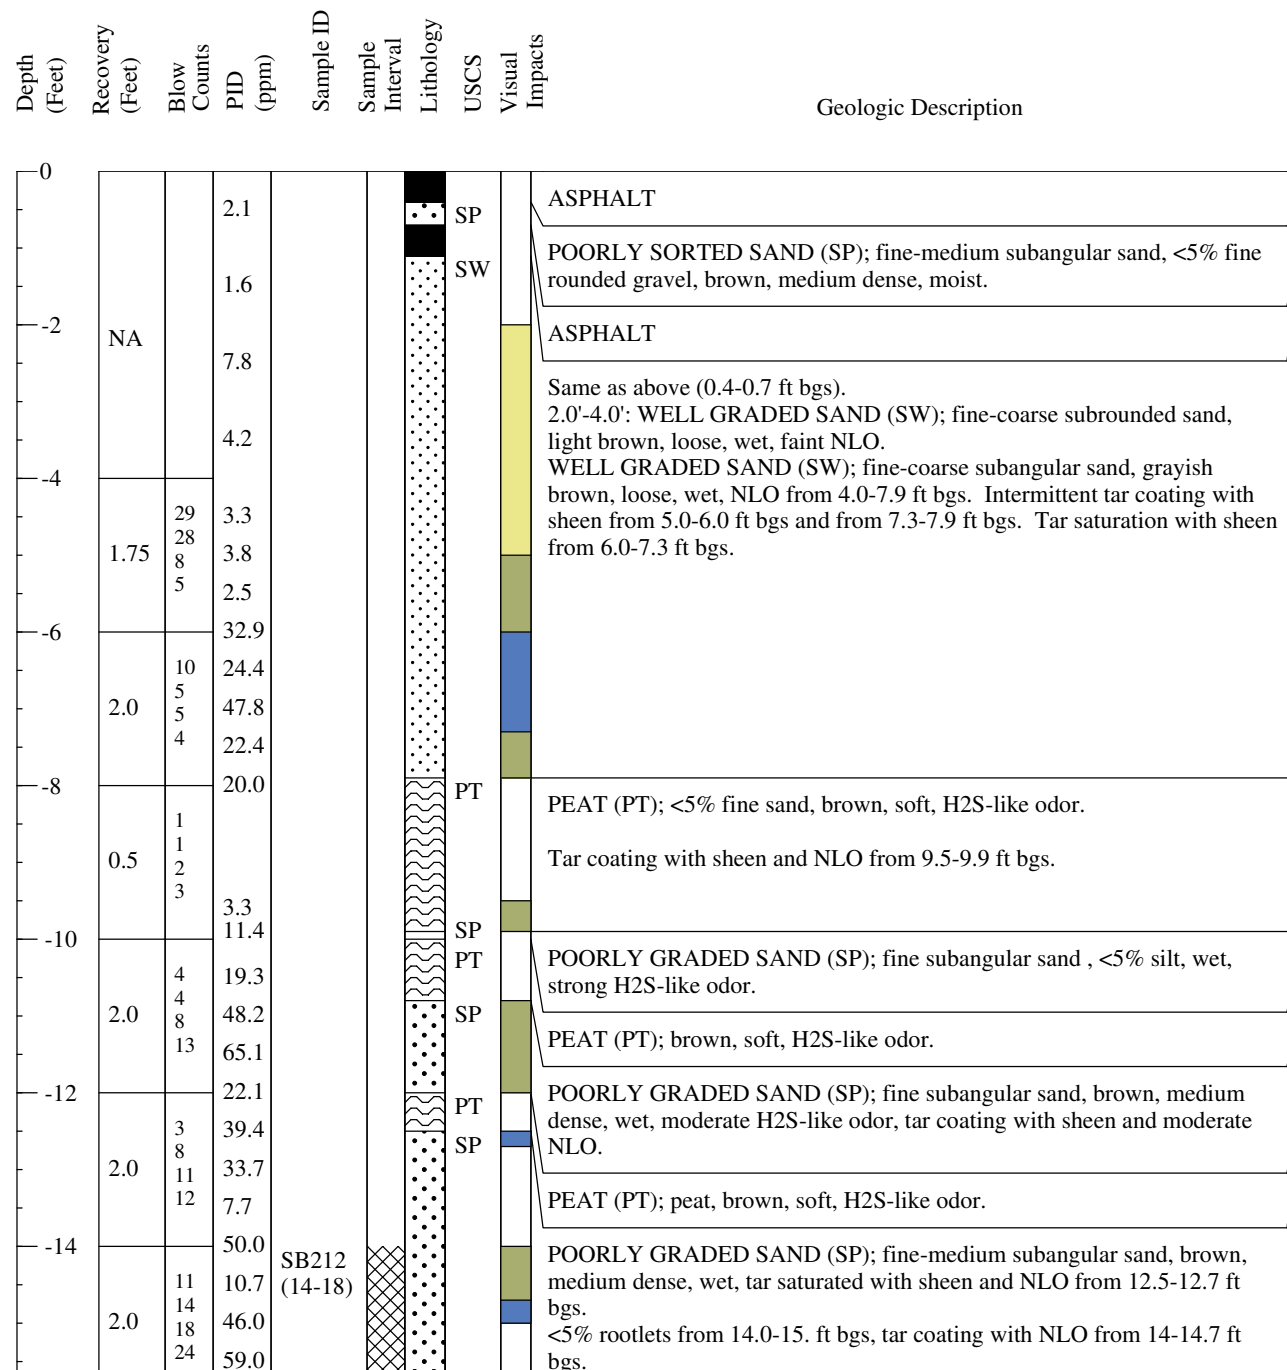 Depth
(Feet)
Recovery
(Feet)
Blow
Counts
PID
(ppm)
Sample ID
Sample
Interval
Lithology
USCS
Visual
Impacts
Geologic Description
0
-2
-4
-6
-8
-10
-12
-14
NA
1.75
2.0
0.5
2.0
2.0
2.0
29
28
8
5
10
5
5
4
1
1
2
3
4
4
8
13
3
8
11
12
11
14
18
24
2.1
1.6
7.8
4.2
3.3
3.8
2.5
32.9
24.4
47.8
22.4
20.0
3.3
11.4
19.3
48.2
65.1
22.1
39.4
33.7
7.7
50.0
10.7
46.0
59.0
SB212
(14-18)
SP
SW
PT
SP
PT
SP
PT
SP
ASPHALT
POORLY SORTED SAND (SP); fine-medium subangular sand, <5% fine
rounded gravel, brown, medium dense, moist.
ASPHALT
Same as above (0.4-0.7 ft bgs).
2.0'-4.0': WELL GRADED SAND (SW); fine-coarse subrounded sand,
light brown, loose, wet, faint NLO.
WELL GRADED SAND (SW); fine-coarse subangular sand, grayish
brown, loose, wet, NLO from 4.0-7.9 ft bgs.  Intermittent tar coating with
sheen from 5.0-6.0 ft bgs and from 7.3-7.9 ft bgs.  Tar saturation with sheen
from 6.0-7.3 ft bgs.
PEAT (PT); <5% fine sand, brown, soft, H2S-like odor.
Tar coating with sheen and NLO from 9.5-9.9 ft bgs.
POORLY GRADED SAND (SP); fine subangular sand , <5% silt, wet,
strong H2S-like odor.
PEAT (PT); brown, soft, H2S-like odor.
POORLY GRADED SAND (SP); fine subangular sand, brown, medium
dense, wet, moderate H2S-like odor, tar coating with sheen and moderate
NLO.
PEAT (PT); peat, brown, soft, H2S-like odor.
POORLY GRADED SAND (SP); fine-medium subangular sand, brown,
medium dense, wet, tar saturated with sheen and NLO from 12.5-12.7 ft
bgs.
<5% rootlets from 14.0-15. ft bgs, tar coating with NLO from 14-14.7 ft
bgs.